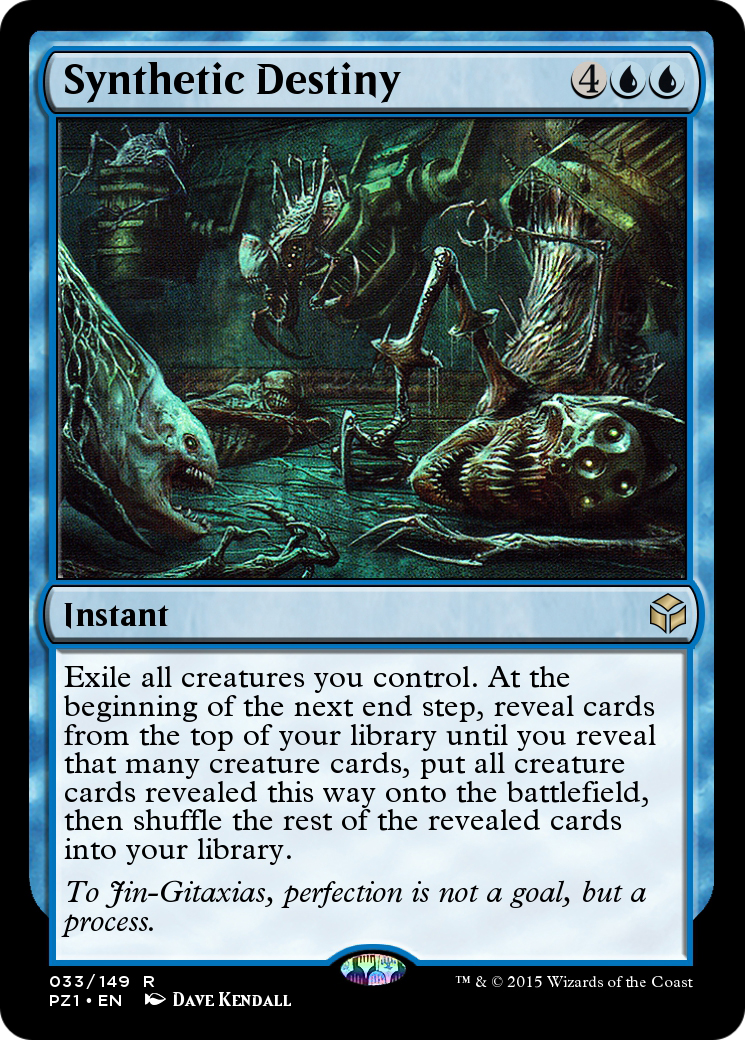 Synthetic Destiny 4
Instant
Exile all creatures you control. At the
beginning of the next end step, reveal cards
from the top of your library until you reveal
that many creature cards, put all creature
cards revealed this way onto the battlefield,
then shuffle the rest of the revealed cards
into your library.
To Jin-Gitaxias, perfection is not a goal, but a
process.
033/149 R
PZ1 • EN Dave Kendall
™ & © 2015 Wizards of the Coast